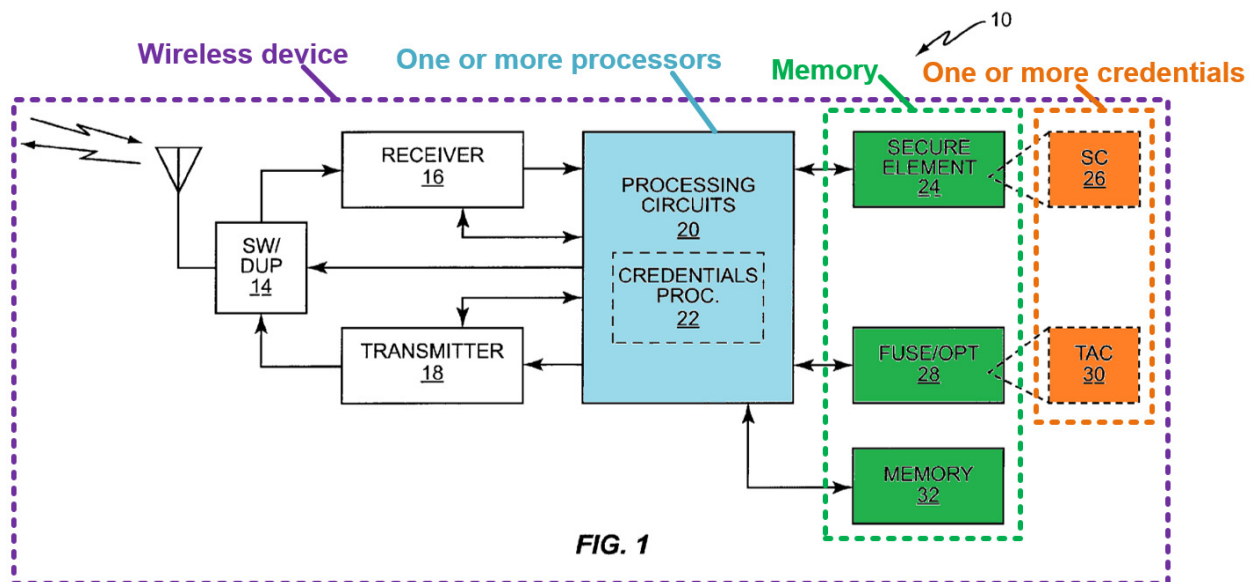 10
Wireless device
One or more processors
Memory
One or more credentials
RECEIVER
16
SW/
DUP
14
TRANSMITTER
18
PROCESSING
CIRCUITS
20
CREDENTIALS
PROC.
22
SECURE
ELEMENT
24
SC
26
FUSE/OPT
28
TAC
30
MEMORY
32
FIG. 1